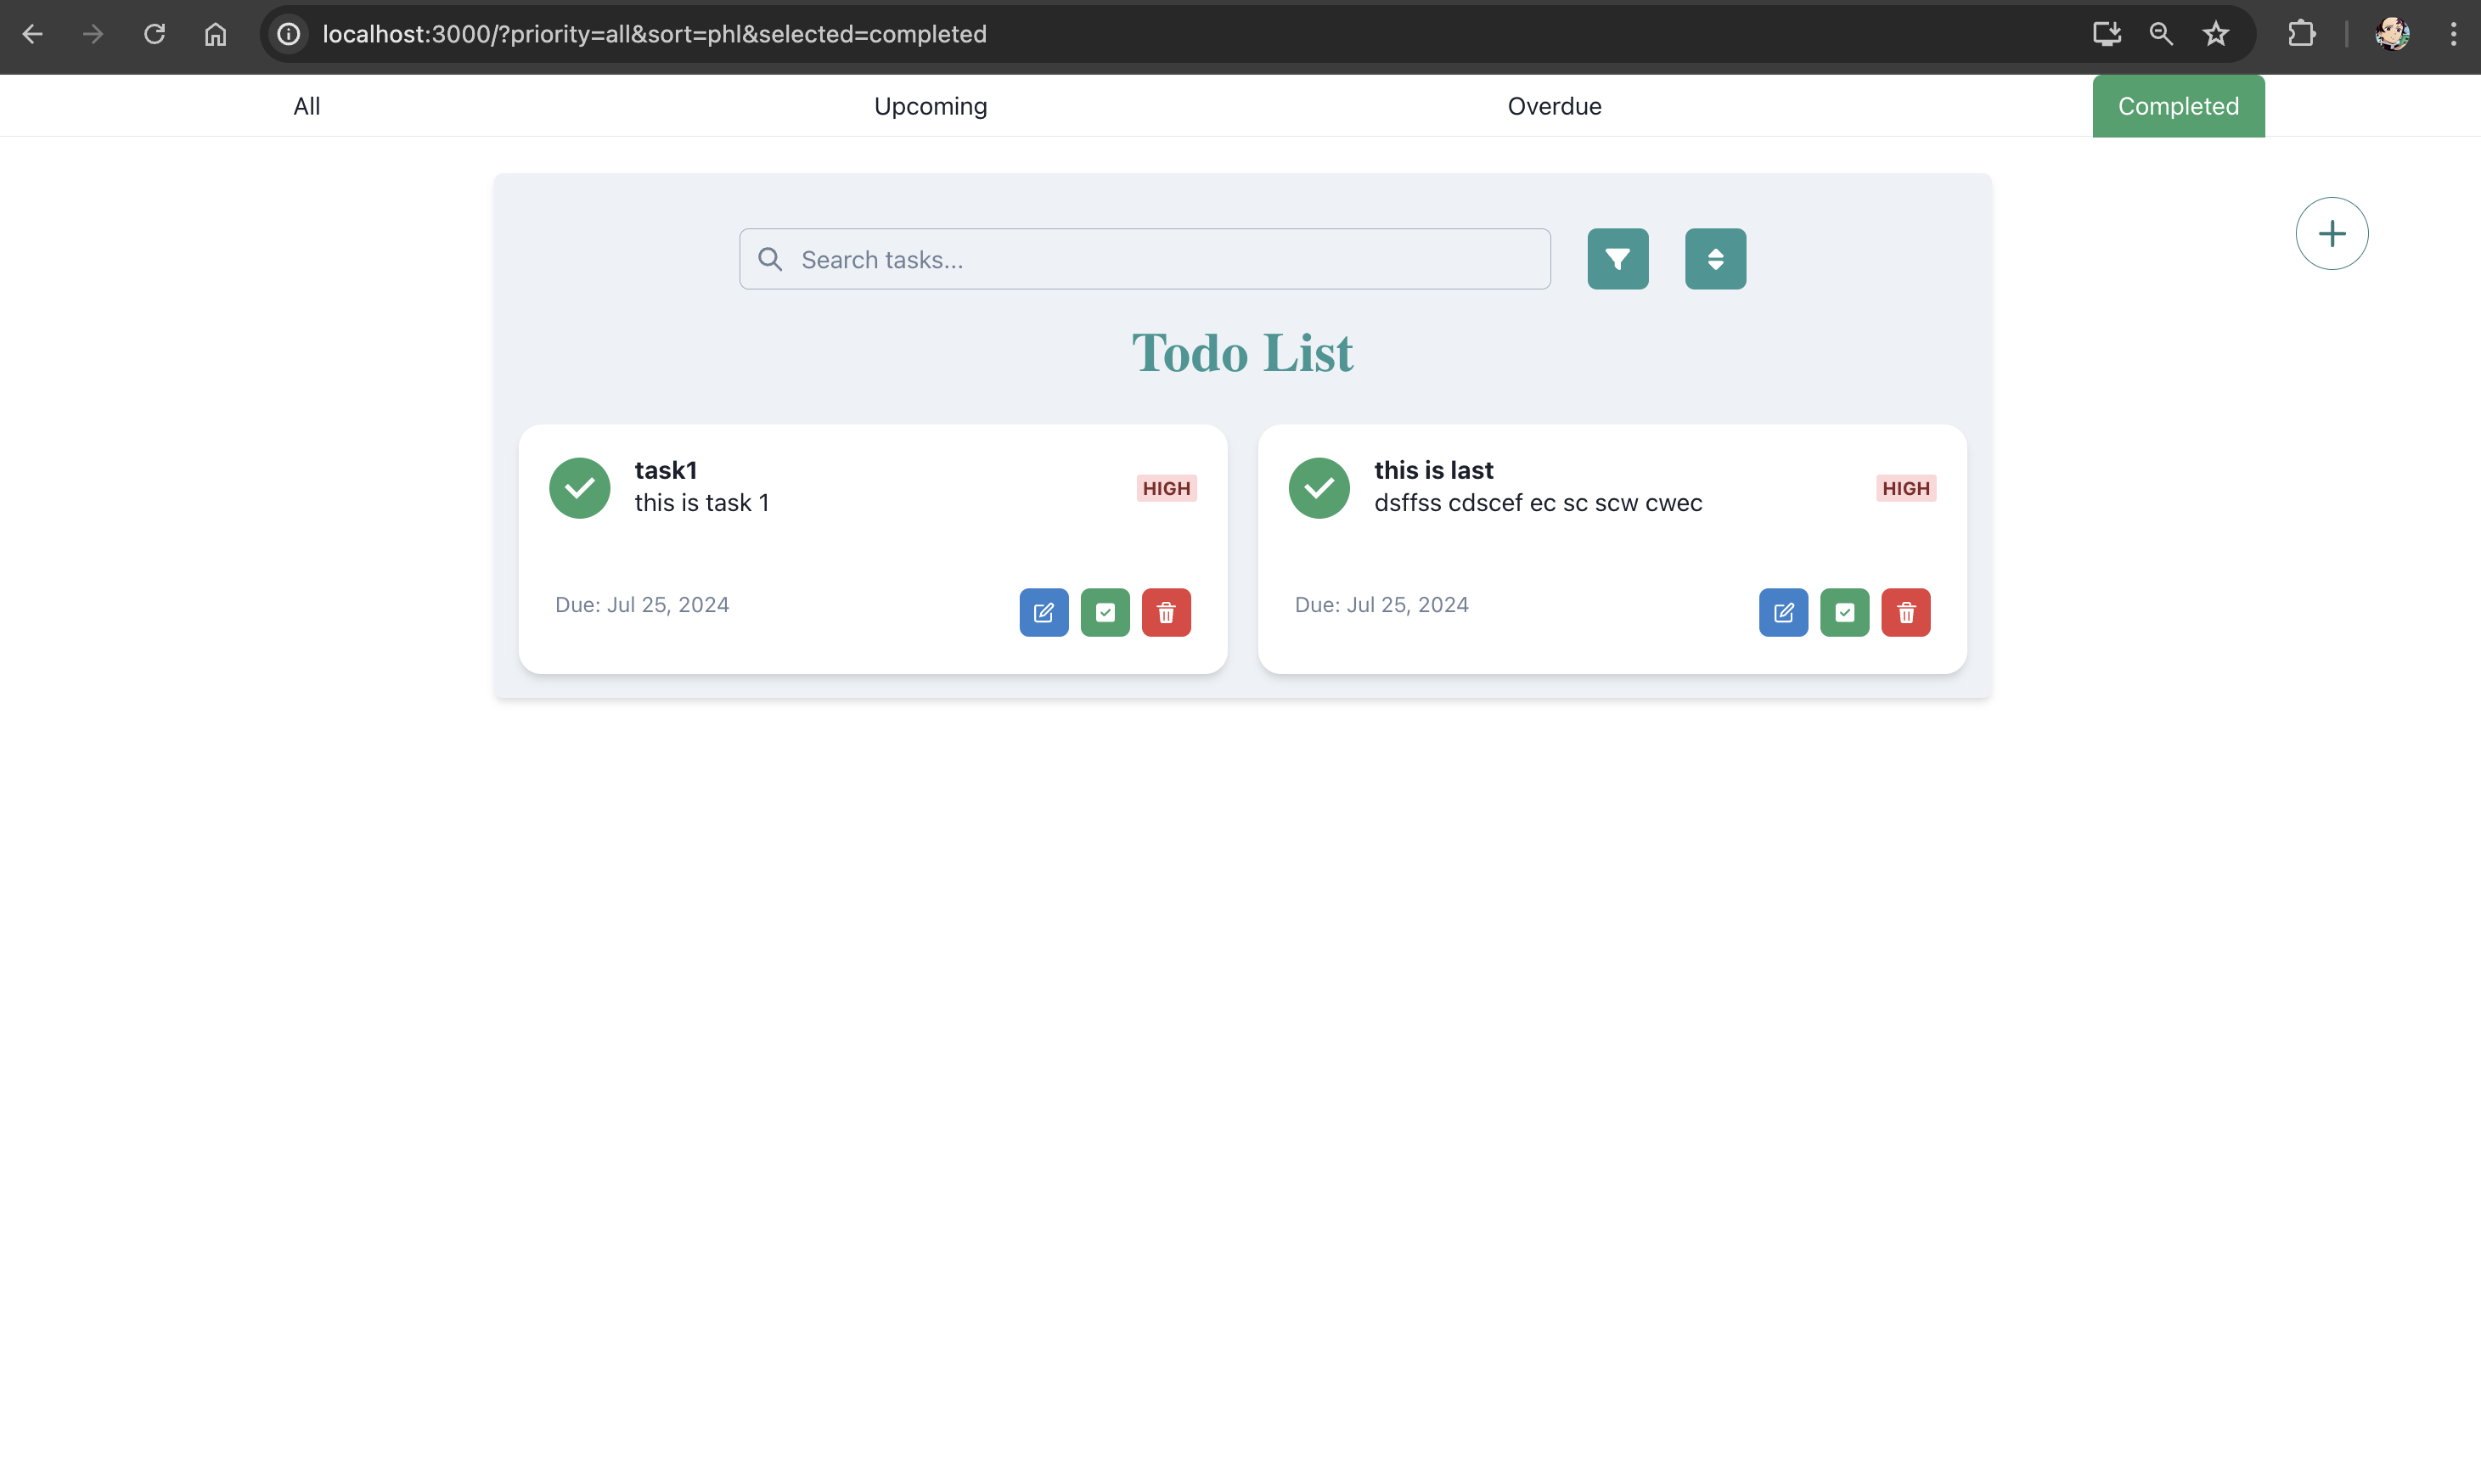 localhost:3000/?priority=all&sort=phl&selected=completed
All Upcoming Overdue Completed
Search tasks...
Todo List
task1
this is task 1
HIGH
Due: Jul 25, 2024
this is last
dsffss cdscef ec sc scw cwec
HIGH
Due: Jul 25, 2024